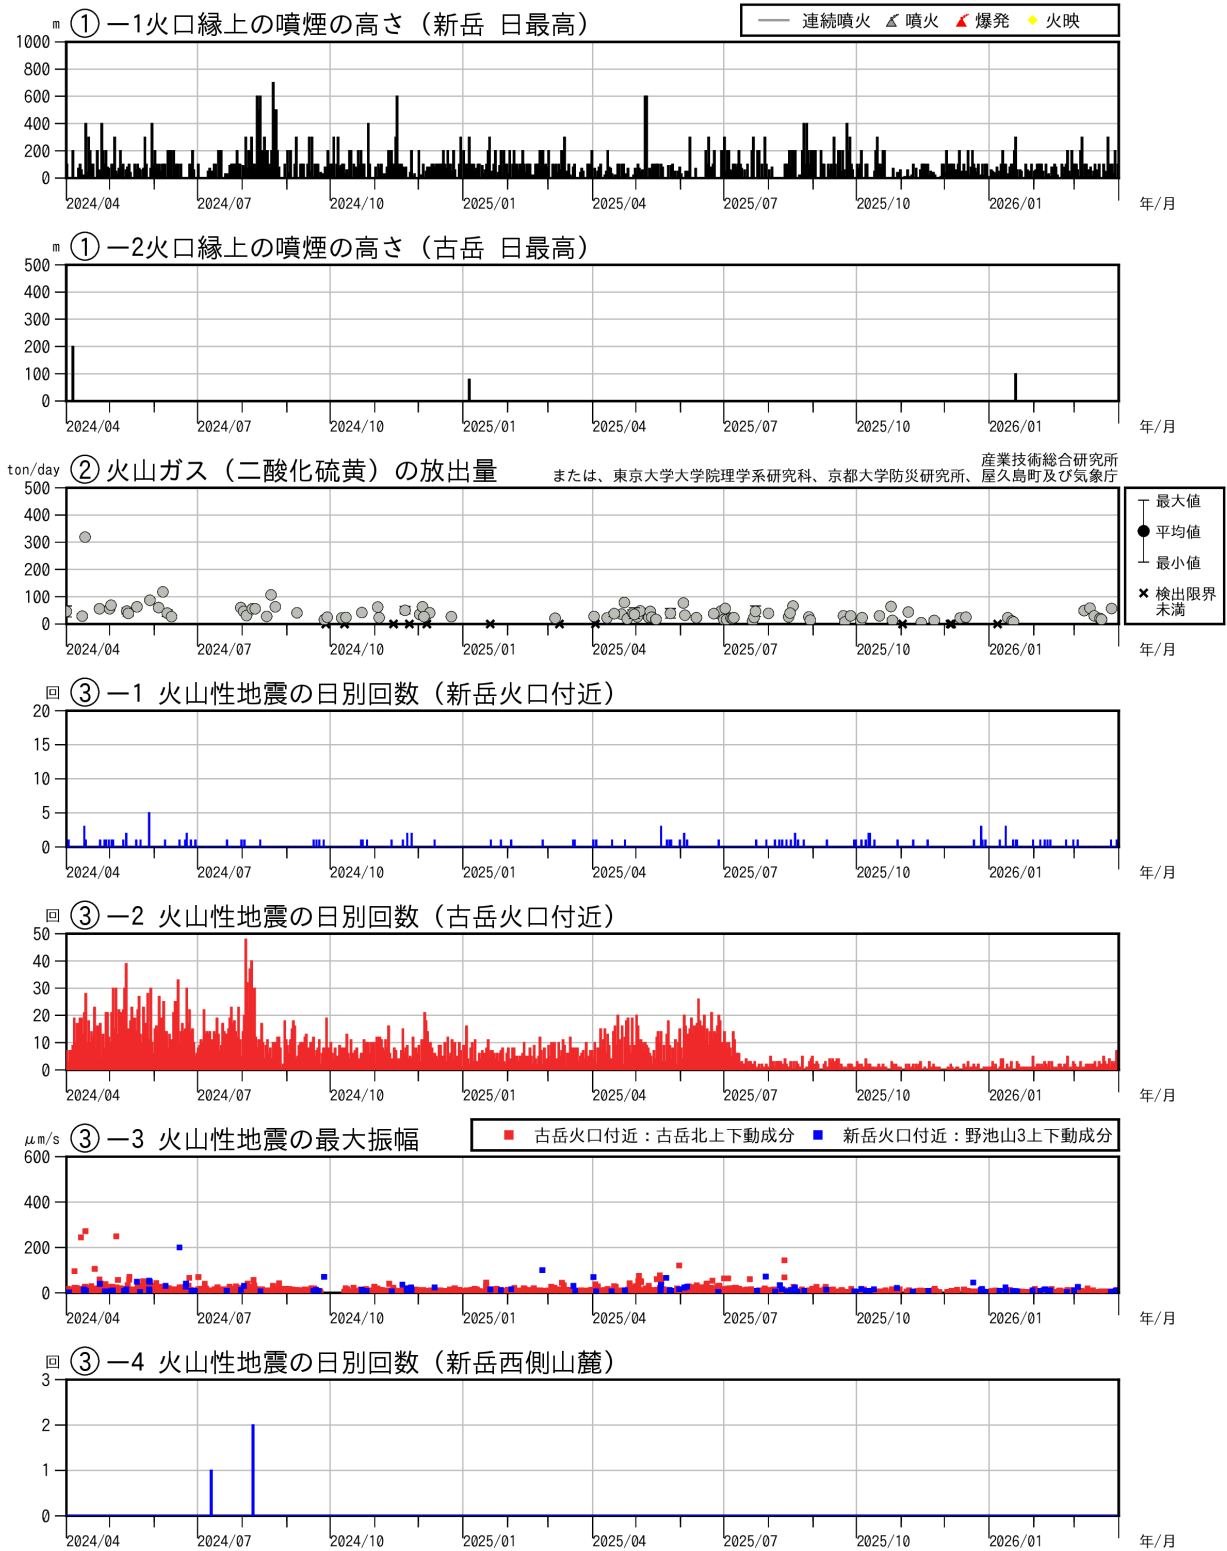 m ①ー1火口縁上の噴煙の高さ（新岳 日最高）
連続噴火 噴火 爆発 火映
1000
800
600
400
200
0
2024/04 2024/07 2024/10 2025/01 2025/04 2025/07 2025/10 2026/01 年/月
m ①ー2火口縁上の噴煙の高さ（古岳 日最高）
500
400
300
200
100
0
2024/04 2024/07 2024/10 2025/01 2025/04 2025/07 2025/10 2026/01 年/月
ton/day ②火山ガス（二酸化硫黄）の放出量
産業技術総合研究所
または、東京大学大学院理学系研究科、京都大学防災研究所、屋久島町及び気象庁
500
400
300
200
100
0
最大値
平均値
最小値
検出限界
未満
2024/04 2024/07 2024/10 2025/01 2025/04 2025/07 2025/10 2026/01 年/月
回 ③ー1 火山性地震の日別回数（新岳火口付近）
20
15
10
5
0
2024/04 2024/07 2024/10 2025/01 2025/04 2025/07 2025/10 2026/01 年/月
回 ③ー2 火山性地震の日別回数（古岳火口付近）
50
40
30
20
10
0
2024/04 2024/07 2024/10 2025/01 2025/04 2025/07 2025/10 2026/01 年/月
μm/s ③ー3 火山性地震の最大振幅
古岳火口付近：古岳北上下動成分 新岳火口付近：野池山3上下動成分
600
400
200
0
2024/04 2024/07 2024/10 2025/01 2025/04 2025/07 2025/10 2026/01 年/月
回 ③ー4 火山性地震の日別回数（新岳西側山麓）
3
2
1
0
2024/04 2024/07 2024/10 2025/01 2025/04 2025/07 2025/10 2026/01 年/月